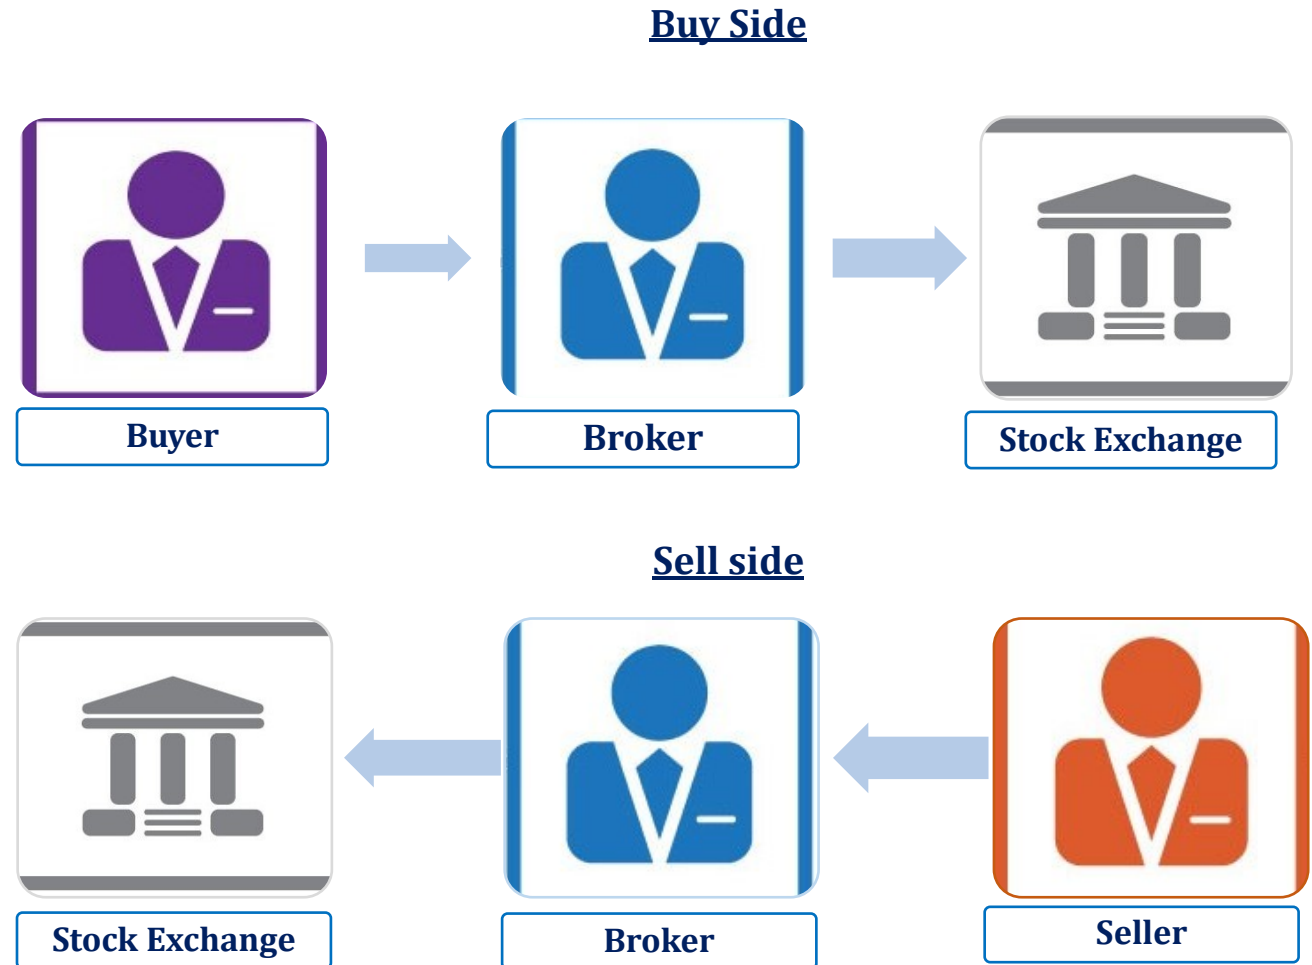 Buy Side
Buyer
Broker
Stock Exchange
Sell side
Stock Exchange
Broker
Seller